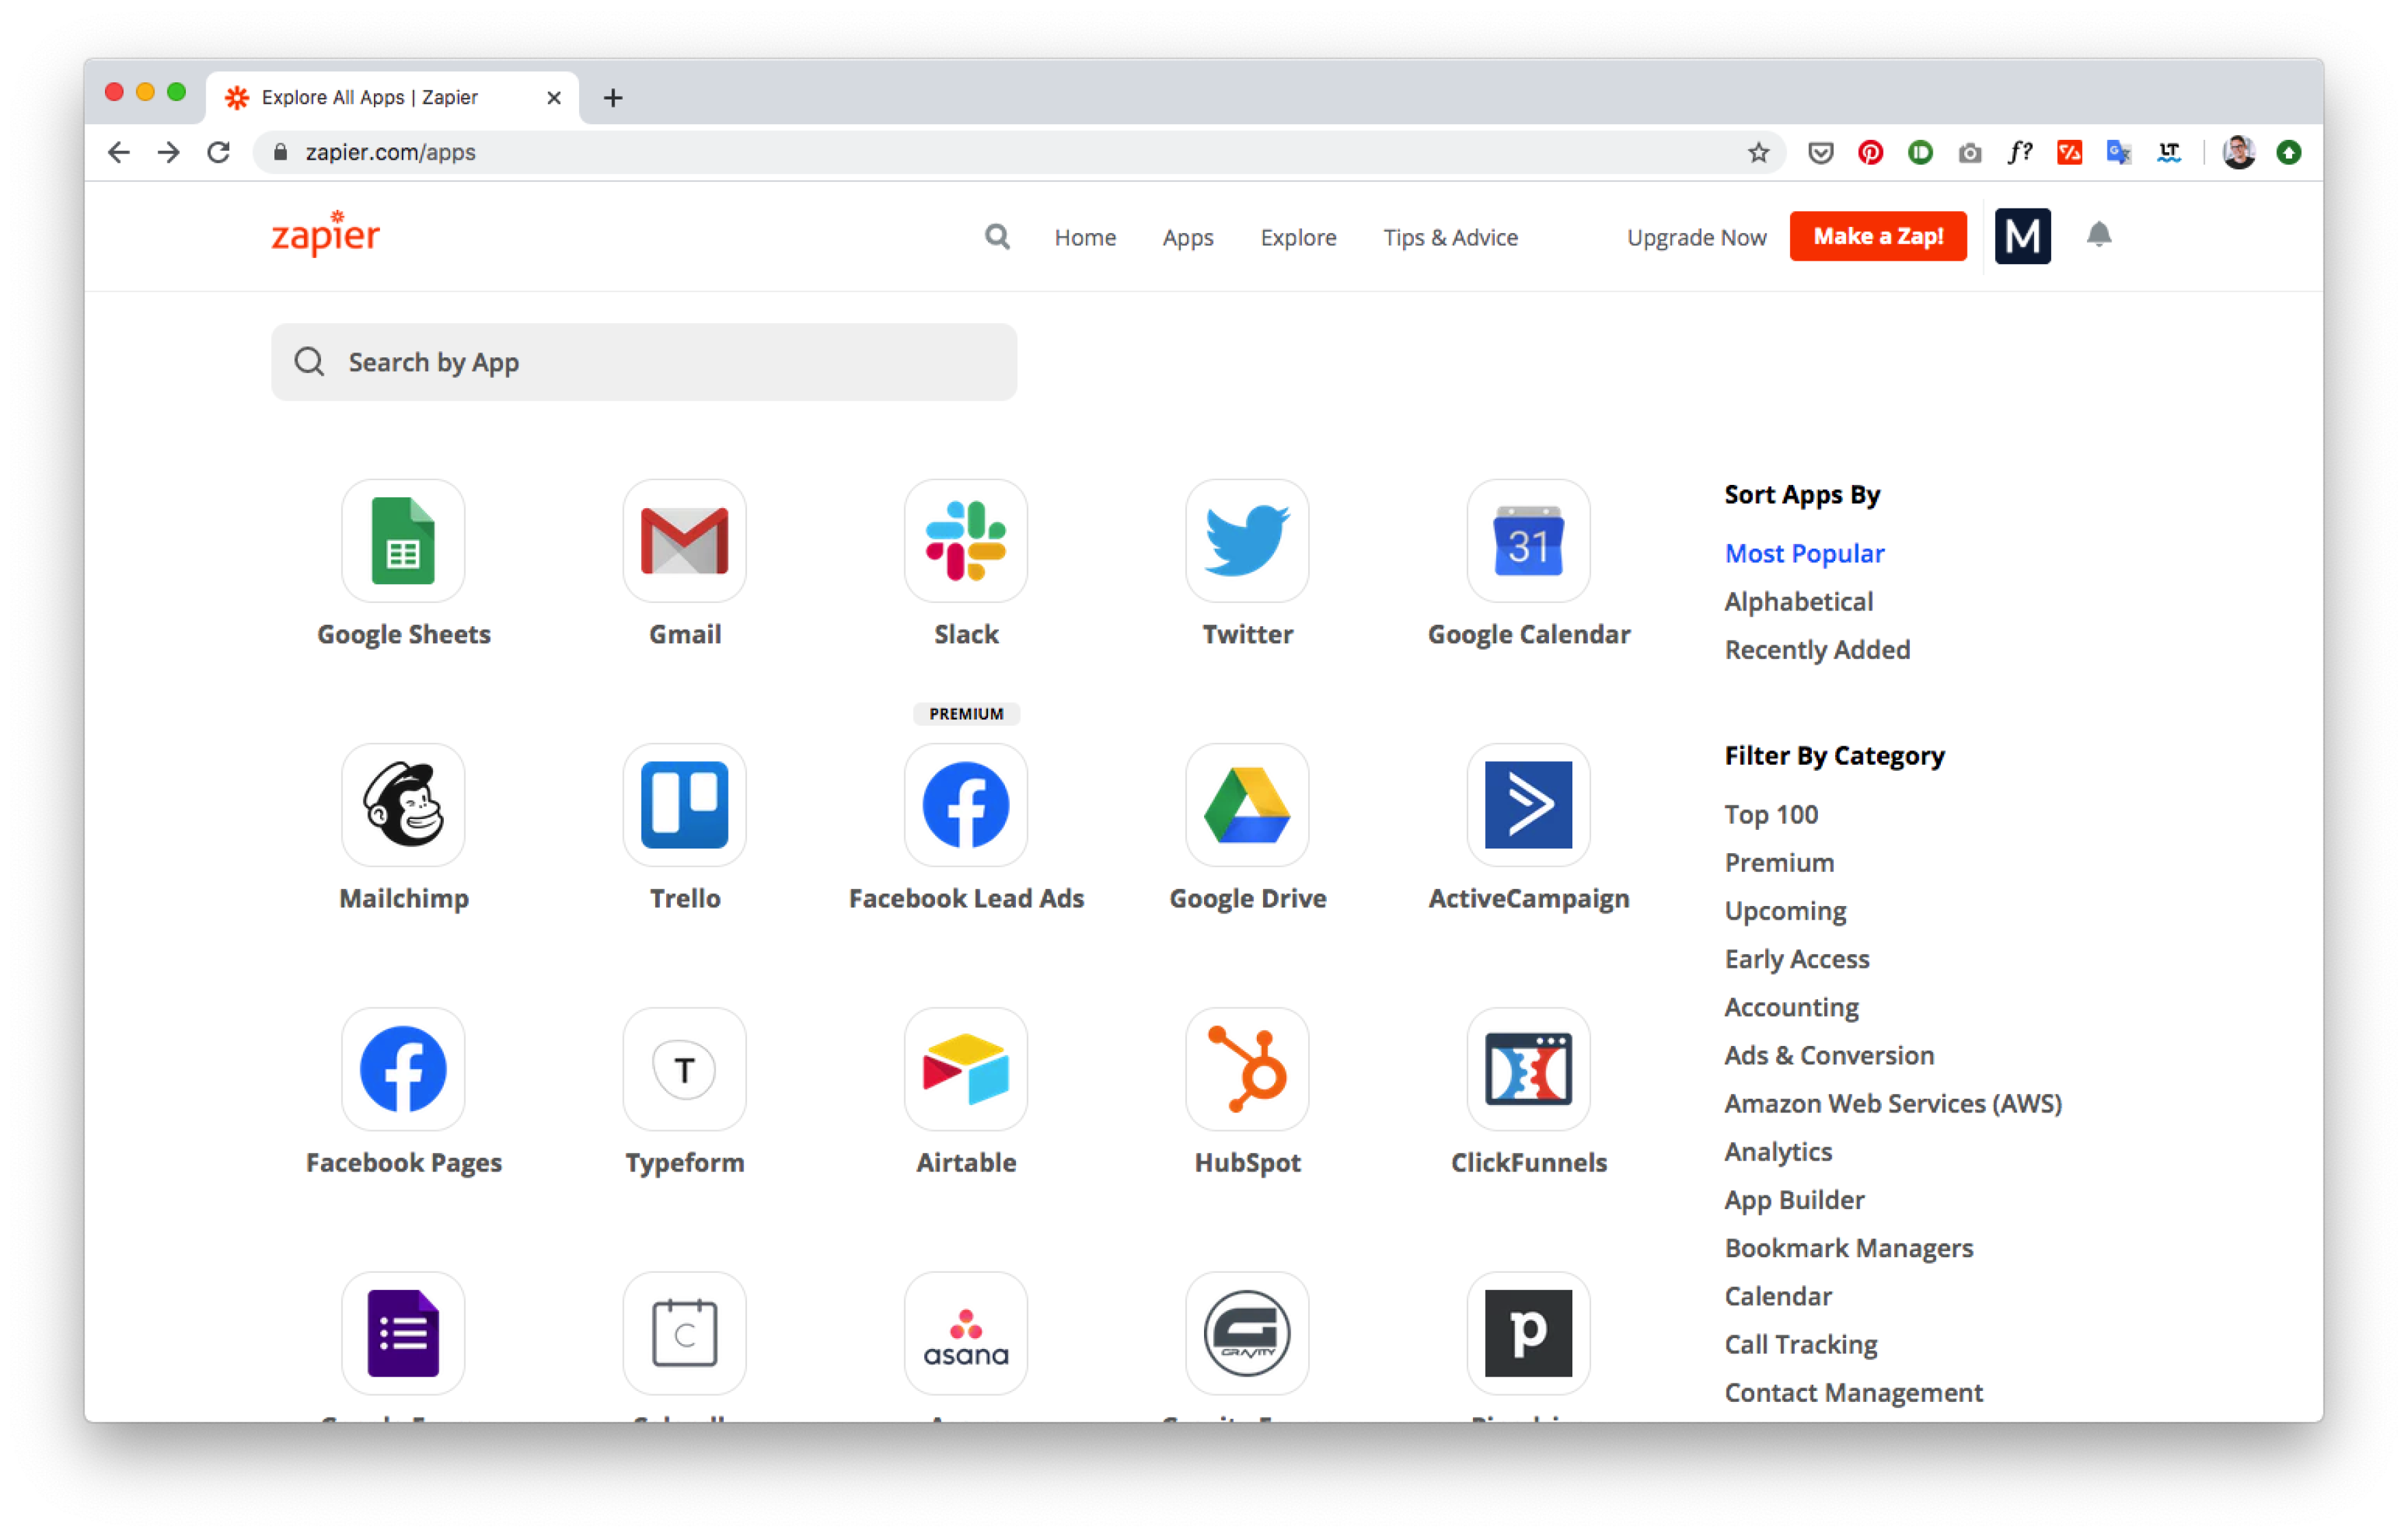 Explore All Apps | Zapier
zapier.com/apps
f?
LT
zapier
Home
Apps
Explore
Tips & Advice
Upgrade Now
Make a Zap!
M
Search by App
31
Google Sheets
Gmail
Slack
Twitter
Google Calendar
PREMIUM
Mailchimp
Trello
Facebook Lead Ads
Google Drive
ActiveCampaign
T
Facebook Pages
Typeform
Airtable
HubSpot
ClickFunnels
C
asana
GRAVITY
p
Sort Apps By
Most Popular
Alphabetical
Recently Added
Filter By Category
Top 100
Premium
Upcoming
Early Access
Accounting
Ads & Conversion
Amazon Web Services (AWS)
Analytics
App Builder
Bookmark Managers
Calendar
Call Tracking
Contact Management